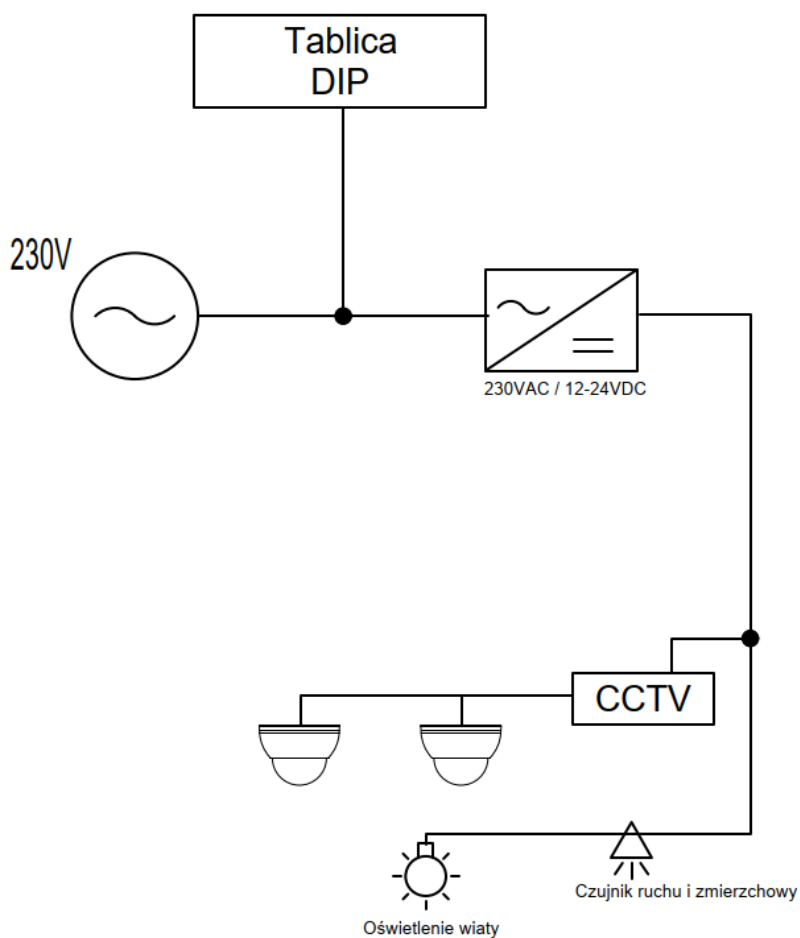 Tablica
DIP
230V
230VAC / 12-24VDC
CCTV
Czujnik ruchu i zmierzchowy
Oświetlenie wiaty